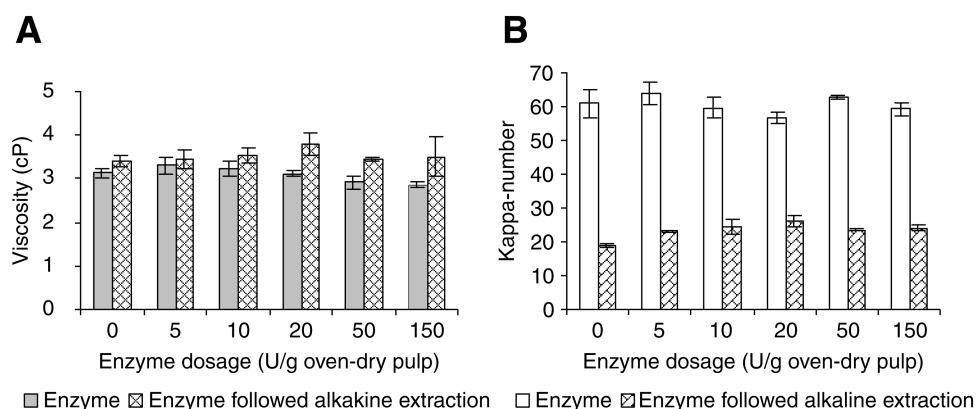 A
B
5
4
3
2
1
0
Viscosity (cP)
0 5 10 20 50 150
Enzyme dosage (U/g oven-dry pulp)
Enzyme Enzyme followed alkakine extraction
70
60
50
40
30
20
10
0
Kappa-number
0 5 10 20 50 150
Enzyme dosage (U/g oven-dry pulp)
Enzyme Enzyme followed alkaline extraction